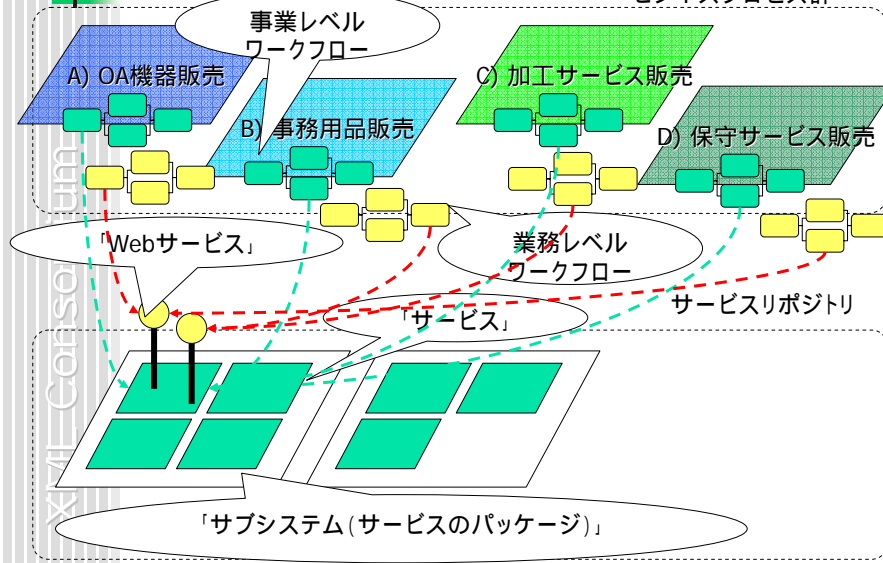 事業レベル
ワークフロー
A) OA機器販売
B) 事務用品販売
C) 加工サービス販売
D) 保守サービス販売
「Webサービス」
業務レベル
ワークフロー
サービスリポジトリ
「サービス」
「サブシステム(サービスのパッケージ)」
XML Consortium